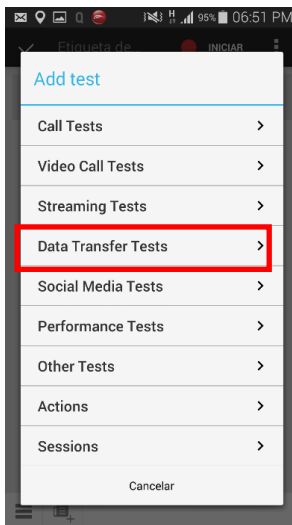 95% 06:51 PM
Etiqueta de INICIAR
Add test
Call Tests
Video Call Tests
Streaming Tests
Data Transfer Tests
Social Media Tests
Performance Tests
Other Tests
Actions
Sessions
Cancelar